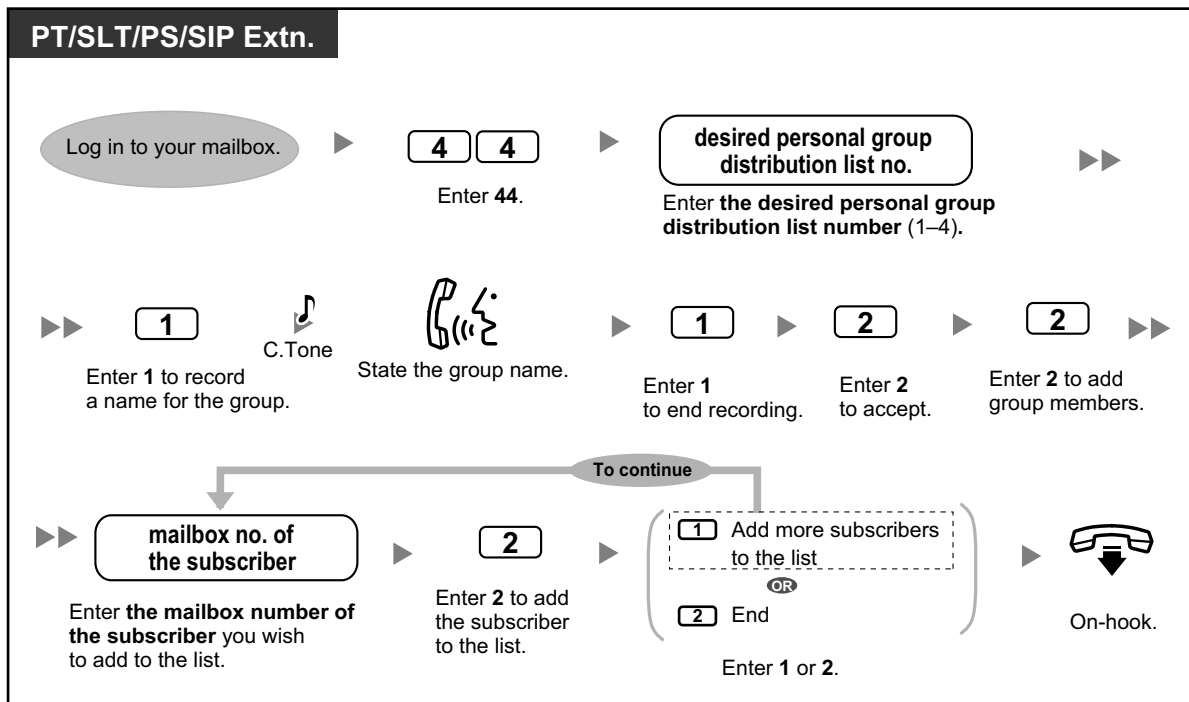 PT/SLT/PS/SIP Extn.
Log in to your mailbox.
4 4
Enter 44.
desired personal group
distribution list no.
Enter the desired personal group
distribution list number (1–4).
1
Enter 1 to record
a name for the group.
C.Tone
State the group name.
1
Enter 1
to end recording.
2
Enter 2
to accept.
2
Enter 2 to add
group members.
To continue
mailbox no. of
the subscriber
Enter the mailbox number of
the subscriber you wish
to add to the list.
2
Enter 2 to add
the subscriber
to the list.
1 Add more subscribers
to the list
OR
2 End
Enter 1 or 2.
On-hook.